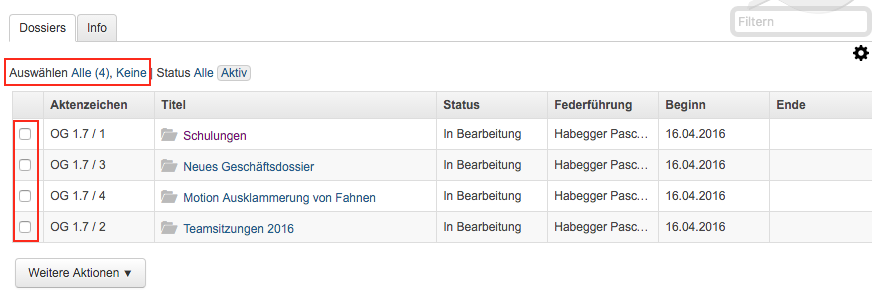 Filtern
Dossiers Info
Auswählen Alle (4), Keine | Status Alle Aktiv
Aktenzeichen Titel Status Federführung Beginn Ende
OG 1.7 / 1 Schulungen In Bearbeitung Habegger Pasc... 16.04.2016
OG 1.7 / 3 Neues Geschäftsdossier In Bearbeitung Habegger Pasc... 16.04.2016
OG 1.7 / 4 Motion Ausklammerung von Fahnen In Bearbeitung Habegger Pasc... 16.04.2016
OG 1.7 / 2 Teamsitzungen 2016 In Bearbeitung Habegger Pasc... 16.04.2016
Weitere Aktionen ▼